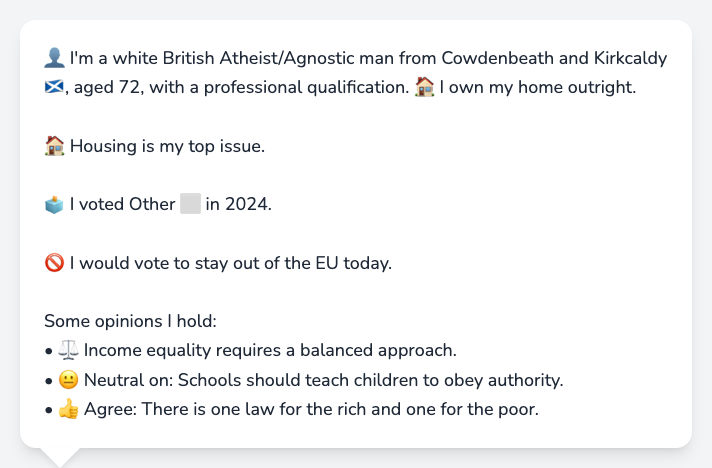 I'm a white British Atheist/Agnostic man from Cowdenbeath and Kirkcaldy
, aged 72, with a professional qualification. I own my home outright.
Housing is my top issue.
I voted Other in 2024.
I would vote to stay out of the EU today.
Some opinions I hold:
• Income equality requires a balanced approach.
• Neutral on: Schools should teach children to obey authority.
• Agree: There is one law for the rich and one for the poor.